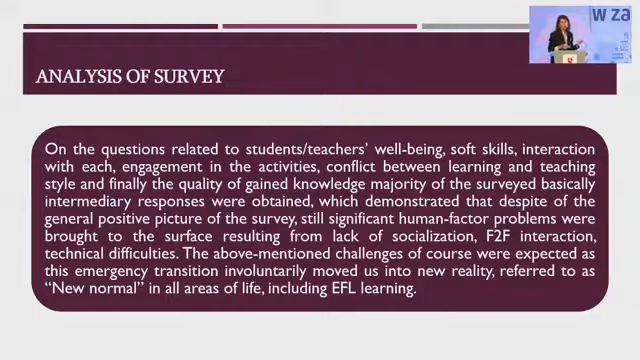 W ZA
ANALYSIS OF SURVEY
On the questions related to students/teachers' well-being, soft skills, interaction
with each, engagement in the activities, conflict between learning and teaching
style and finally the quality of gained knowledge majority of the surveyed basically
intermediary responses were obtained, which demonstrated that despite of the
general positive picture of the survey, still significant human-factor problems were
brought to the surface resulting from lack of socialization, F2F interaction,
technical difficulties. The above-mentioned challenges of course were expected as
this emergency transition involuntarily moved us into new reality, referred to as
“New normal” in all areas of life, including EFL learning.